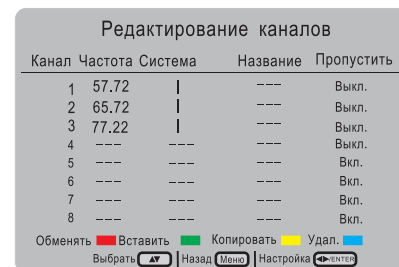 Редактирование каналов
Канал Частота Система Название Пропустить
1 57.72 I --- Выкл.
2 65.72 I --- Выкл.
3 77.22 I --- Выкл.
4 --- --- --- Выкл.
5 --- --- --- Вкл.
6 --- --- --- Вкл.
7 --- --- --- Вкл.
8 --- --- --- Вкл.
Обменять Вставить Копировать Удал.
Выбрать ▲▼ Назад Меню Настройка ◀▶/ENTER